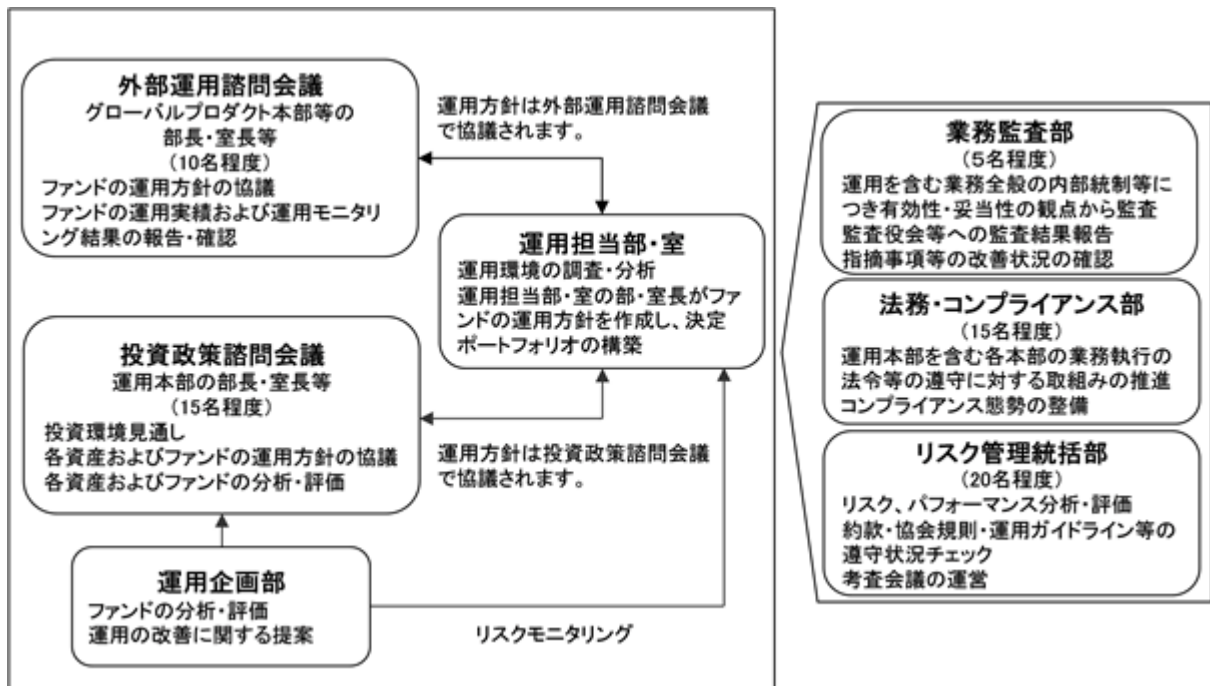 外部運用諮問会議
グローバルプロダクト本部等の
部長・室長等
(10名程度)
ファンドの運用方針の協議
ファンドの運用実績および運用モニタリ
ング結果の報告・確認
運用方針は外部運用諮問会議
で協議されます。
運用担当部・室
運用環境の調査・分析
運用担当部・室の部・室長がファ
ンドの運用方針を作成し、決定
ポートフォリオの構築
投資政策諮問会議
運用本部の部長・室長等
(15名程度)
投資環境見通し
各資産およびファンドの運用方針の協議
各資産およびファンドの分析・評価
運用方針は投資政策諮問会議
で協議されます。
運用企画部
ファンドの分析・評価
運用の改善に関する提案
リスクモニタリング
業務監査部
(5名程度)
運用を含む業務全般の内部統制等に
つき有効性・妥当性の観点から監査
監査役会等への監査結果報告
指摘事項等の改善状況の確認
法務・コンプライアンス部
(15名程度)
運用本部を含む各本部の業務執行の
法令等の遵守に対する取組みの推進
コンプライアンス態勢の整備
リスク管理統括部
(20名程度)
リスク、パフォーマンス分析・評価
約款・協会規則・運用ガイドライン等の
遵守状況チェック
考査会議の運営